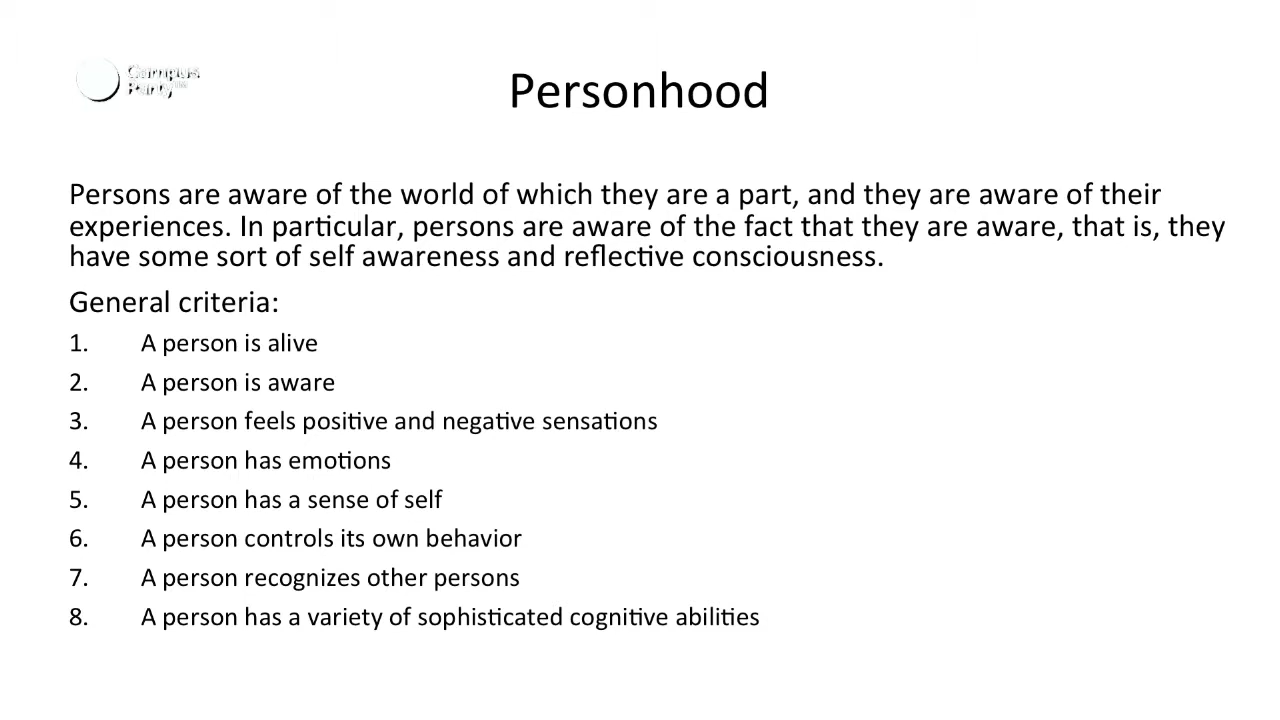 Campus
Party
Personhood
Persons are aware of the world of which they are a part, and they are aware of their
experiences. In particular, persons are aware of the fact that they are aware, that is, they
have some sort of self awareness and reflective consciousness.
General criteria:
1. A person is alive
2. A person is aware
3. A person feels positive and negative sensations
4. A person has emotions
5. A person has a sense of self
6. A person controls its own behavior
7. A person recognizes other persons
8. A person has a variety of sophisticated cognitive abilities